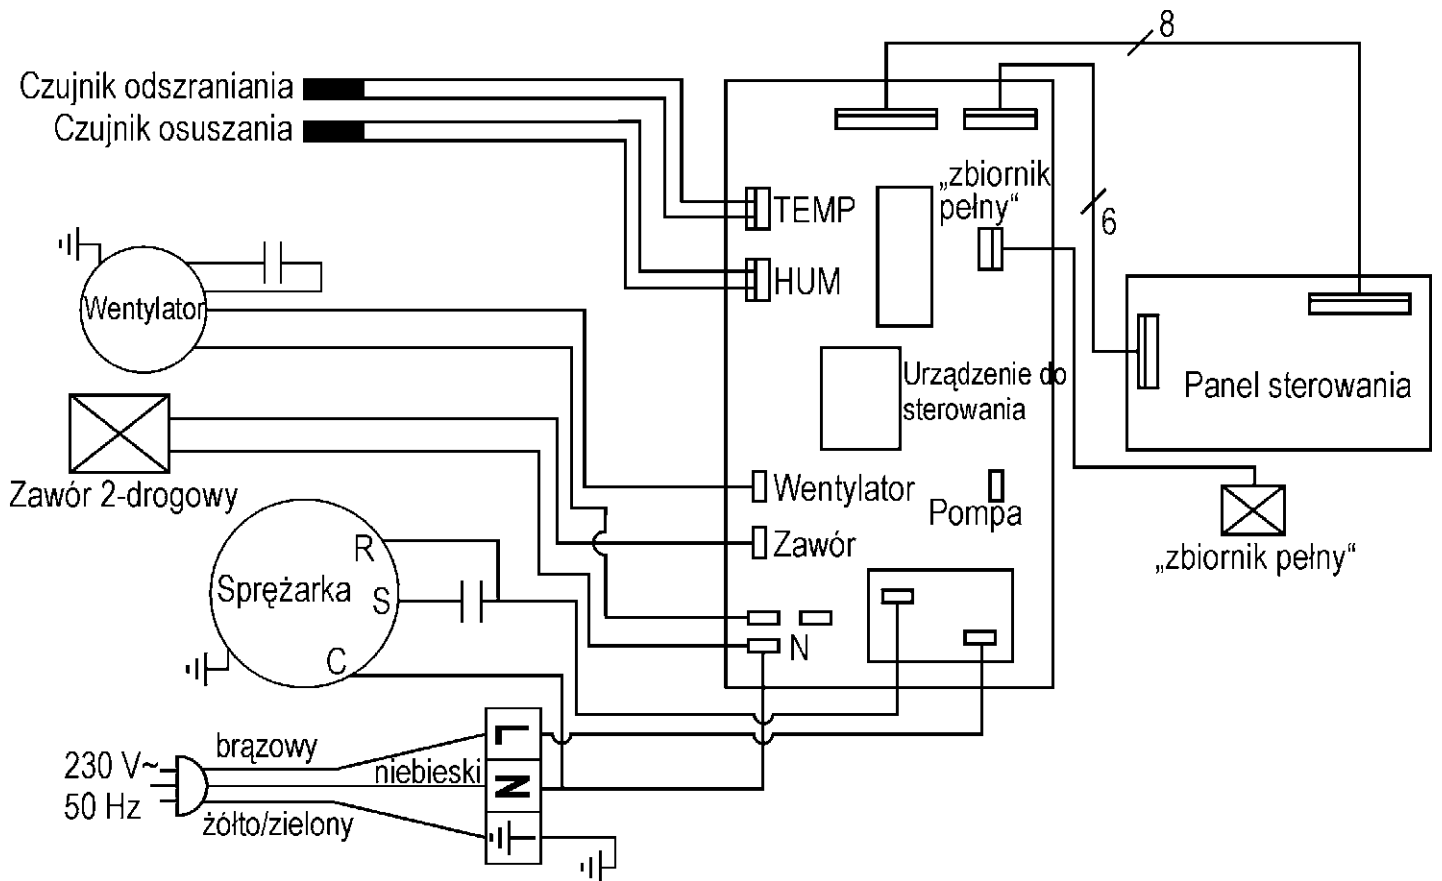 8
Czujnik odszraniania
Czujnik osuszania
„zbiornik
pełny“
TEMP
6
HUM
Wentylator
Urządzenie do
sterowania
Panel sterowania
Zawór 2-drogowy
Wentylator
Pompa
Zawór
„zbiornik pełny“
R
Sprężarka
S
N
C
L
brązowy
230 V~
niebieski
N
50 Hz
żółto/zielony